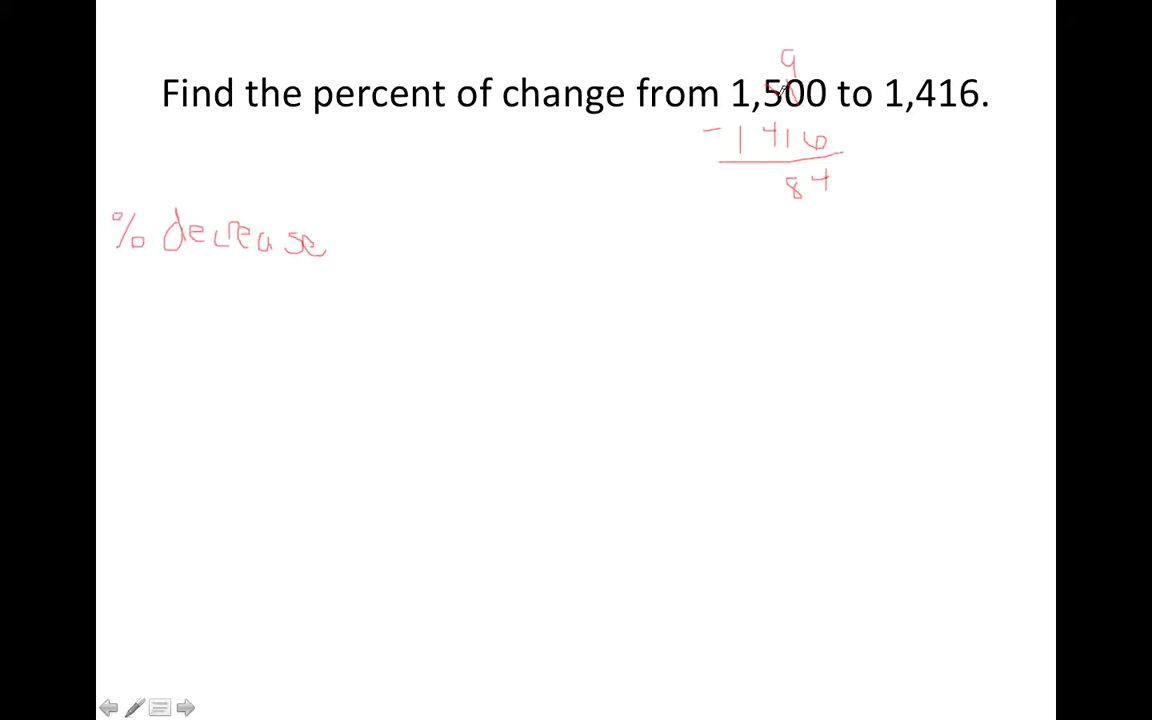 9
Find the percent of change from 1,500 to 1,416.
- 1416
84
% decrease